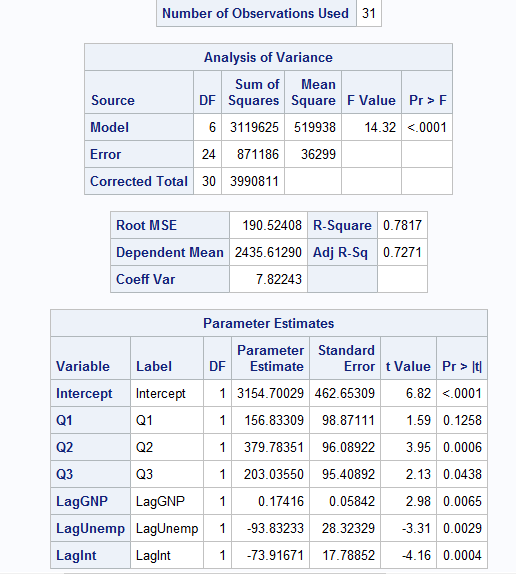 Number of Observations Used 31
Analysis of Variance
Source DF Sum of Squares Mean Square F Value Pr > F
Model 6 3119625 519938 14.32 <.0001
Error 24 871186 36299
Corrected Total 30 3990811
Root MSE 190.52408 R-Square 0.7817
Dependent Mean 2435.61290 Adj R-Sq 0.7271
Coeff Var 7.82243
Parameter Estimates
Variable Label DF Parameter Estimate Standard Error t Value Pr > |t|
Intercept Intercept 1 3154.70029 462.65309 6.82 <.0001
Q1 Q1 1 156.83309 98.87111 1.59 0.1258
Q2 Q2 1 379.78351 96.08922 3.95 0.0006
Q3 Q3 1 203.03550 95.40892 2.13 0.0438
LagGNP LagGNP 1 0.17416 0.05842 2.98 0.0065
LagUnemp LagUnemp 1 -93.83233 28.32329 -3.31 0.0029
LagInt LagInt 1 -73.91671 17.78852 -4.16 0.0004